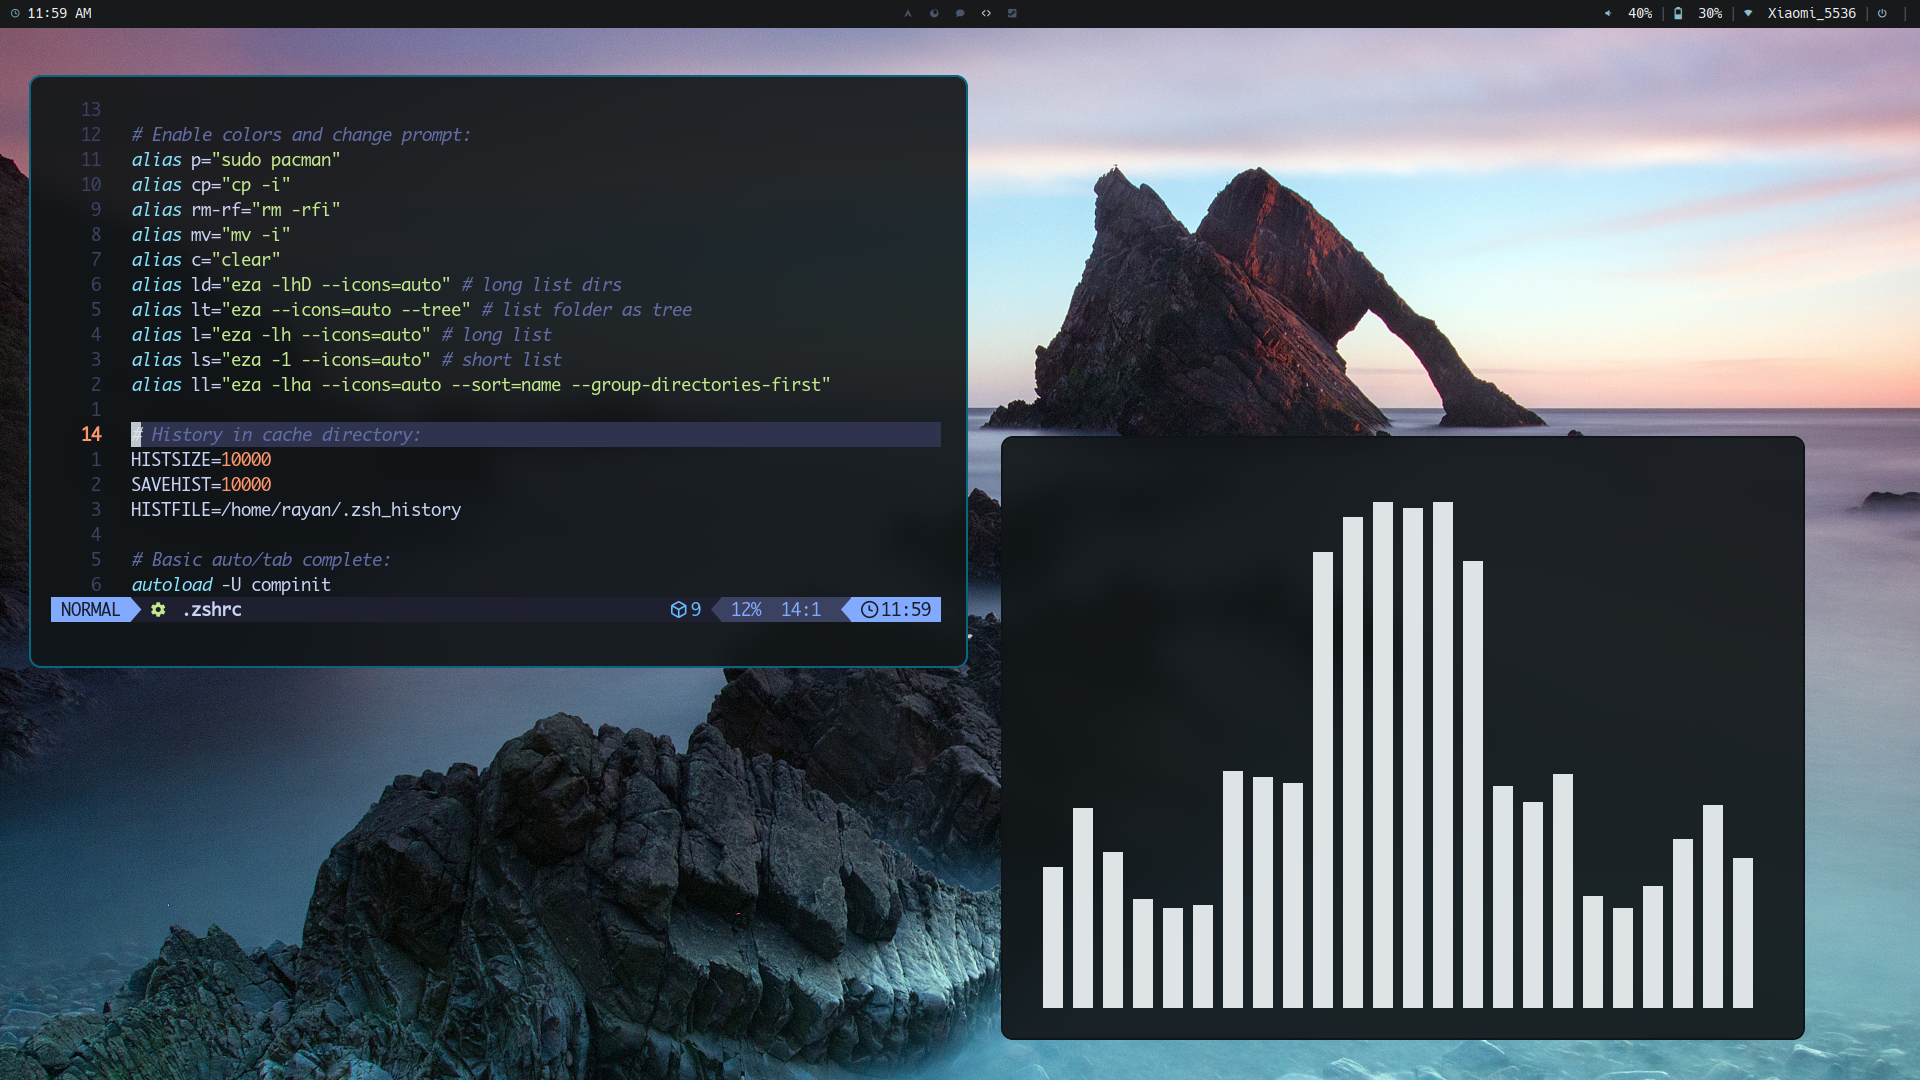 11:59 AM
40% | 30% | Xiaomi_5536 | |
13
12 # Enable colors and change prompt:
11 alias p="sudo pacman"
10 alias cp="cp -i"
9 alias rm-rf="rm -rfi"
8 alias mv="mv -i"
7 alias c="clear"
6 alias ld="eza -lhD --icons=auto" # long list dirs
5 alias lt="eza --icons=auto --tree" # list folder as tree
4 alias l="eza -lh --icons=auto" # long list
3 alias ls="eza -1 --icons=auto" # short list
2 alias ll="eza -lha --icons=auto --sort=name --group-directories-first"
1
14 # History in cache directory:
1 HISTSIZE=10000
2 SAVEHIST=10000
3 HISTFILE=/home/rayan/.zsh_history
4
5 # Basic auto/tab complete:
6 autoload -U compinit
NORMAL .zshrc 9 12% 14:1 11:59